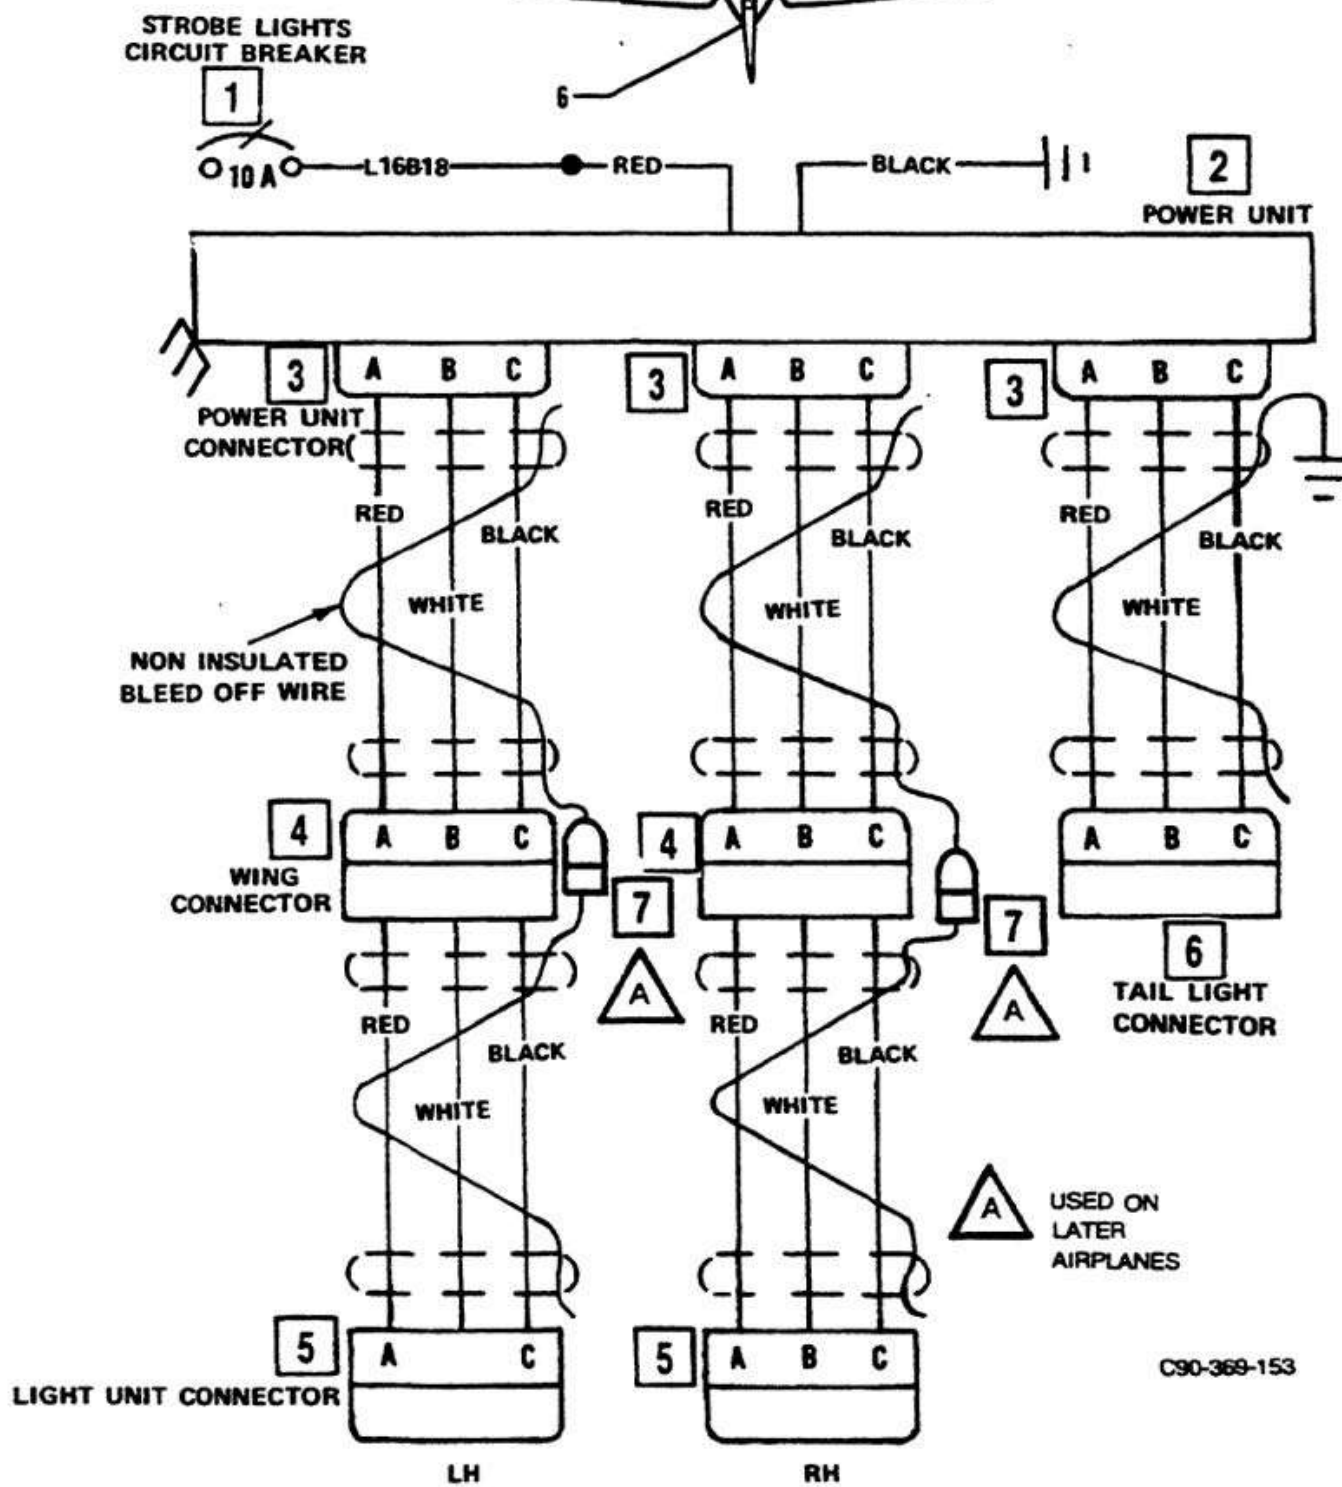 STROBE LIGHTS
CIRCUIT BREAKER
1
6
10 A
L16B18
RED
BLACK
1
2
POWER UNIT
3
A B C
3
A B C
3
A B C
POWER UNIT
CONNECTOR
RED
BLACK
WHITE
RED
BLACK
WHITE
RED
BLACK
WHITE
NON INSULATED
BLEED OFF WIRE
4
A B C
4
A B C
A B C
WING
CONNECTOR
7
A
7
A
6
TAIL LIGHT
CONNECTOR
RED
BLACK
WHITE
RED
BLACK
WHITE
A
USED ON
LATER
AIRPLANES
5
A C
5
A B C
LIGHT UNIT CONNECTOR
C90-369-153
LH
RH